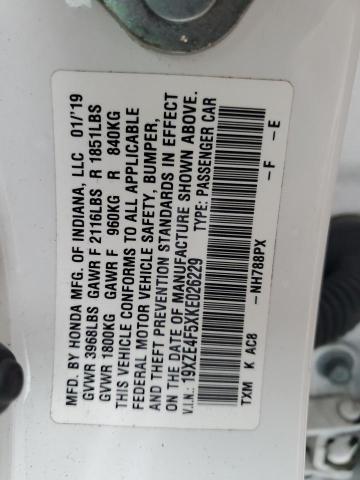 MFD. BY HONDA MFG. OF INDIANA, LLC 01/'19
GVWR 3968LBS GAWR F 2116LBS R 1851LBS
GVWR 1800KG GAWR F 960KG R 840KG
THIS VEHICLE CONFORMS TO ALL APPLICABLE
FEDERAL MOTOR VEHICLE SAFETY, BUMPER,
AND THEFT PREVENTION STANDARDS IN EFFECT
ON THE DATE OF MANUFACTURE SHOWN ABOVE.
V.I.N.: 19XZE4F5XKE026229 TYPE: PASSENGER CAR
TXM K AC8 - NH788PX - F - E